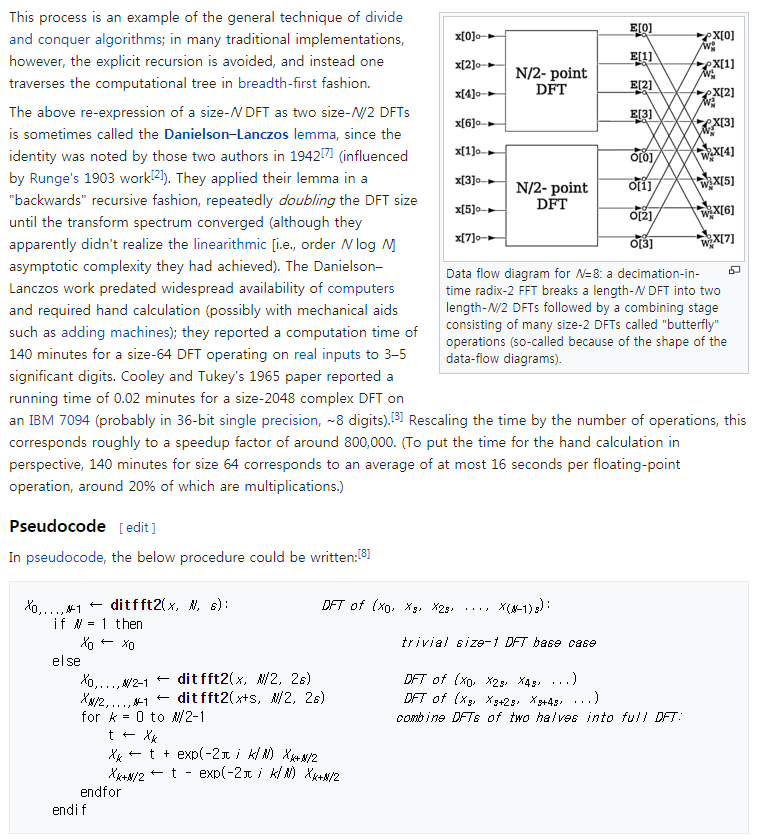 This process is an example of the general technique of divide
and conquer algorithms; in many traditional implementations,
however, the explicit recursion is avoided, and instead one
traverses the computational tree in breadth-first fashion.
The above re-expression of a size-N DFT as two size-N/2 DFTs
is sometimes called the Danielson–Lanczos lemma, since the
identity was noted by those two authors in 1942[7] (influenced
by Runge's 1903 work[2]). They applied their lemma in a
"backwards" recursive fashion, repeatedly doubling the DFT size
until the transform spectrum converged (although they
apparently didn't realize the linearithmic [i.e., order N log N]
asymptotic complexity they had achieved). The Danielson–
Lanczos work predated widespread availability of computers
and required hand calculation (possibly with mechanical aids
such as adding machines); they reported a computation time of
140 minutes for a size-64 DFT operating on real inputs to 3–5
significant digits. Cooley and Tukey's 1965 paper reported a
running time of 0.02 minutes for a size-2048 complex DFT on
an IBM 7094 (probably in 36-bit single precision, ~8 digits).[3] Rescaling the time by the number of operations, this
corresponds roughly to a speedup factor of around 800,000. (To put the time for the hand calculation in
perspective, 140 minutes for size 64 corresponds to an average of at most 16 seconds per floating-point
operation, around 20% of which are multiplications.)
x[0]
x[2]
x[4]
x[6]
x[1]
x[3]
x[5]
x[7]
N/2- point
DFT
N/2- point
DFT
E[0]
E[1]
E[2]
E[3]
O[0]
O[1]
O[2]
O[3]
X[0]
X[1]
X[2]
X[3]
X[4]
X[5]
X[6]
X[7]
Data flow diagram for N=8: a decimation-in-
time radix-2 FFT breaks a length-N DFT into two
length-N/2 DFTs followed by a combining stage
consisting of many size-2 DFTs called "butterfly"
operations (so-called because of the shape of the
data-flow diagrams).
Pseudocode [edit]
In pseudocode, the below procedure could be written:[8]
X0,...,N-1 ← ditfft2(x, N, s): DFT of (x0, xs, x2s, ..., x(N-1)s):
if N = 1 then
X0 ← x0 trivial size-1 DFT base case
else
X0,...,N/2-1 ← ditfft2(x, N/2, 2s) DFT of (x0, x2s, x4s, ...)
XN/2,...,N-1 ← ditfft2(x+s, N/2, 2s) DFT of (xs, xs+2s, xs+4s, ...)
for k = 0 to N/2-1 combine DFTs of two halves into full DFT:
t ← Xk
Xk ← t + exp(-2π i k/N) Xk+N/2
Xk+N/2 ← t - exp(-2π i k/N) Xk+N/2
endfor
endif